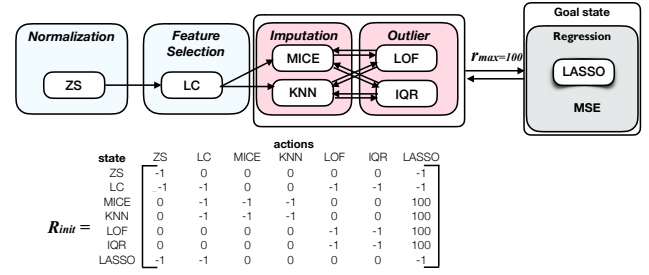 Normalization
Feature
Selection
Imputation
Outlier
Goal state
Regression
ZS
LC
MICE
KNN
LOF
IQR
r max=100
LASSO
MSE
actions
state ZS LC MICE KNN LOF IQR LASSO
ZS -1 0 0 0 0 0 -1
LC -1 -1 0 0 -1 -1 -1
MICE 0 -1 -1 -1 0 0 100
KNN 0 -1 -1 -1 0 0 100
Rinit = LOF 0 0 0 0 -1 -1 100
IQR 0 0 0 0 -1 -1 100
LASSO -1 -1 0 0 0 0 -1